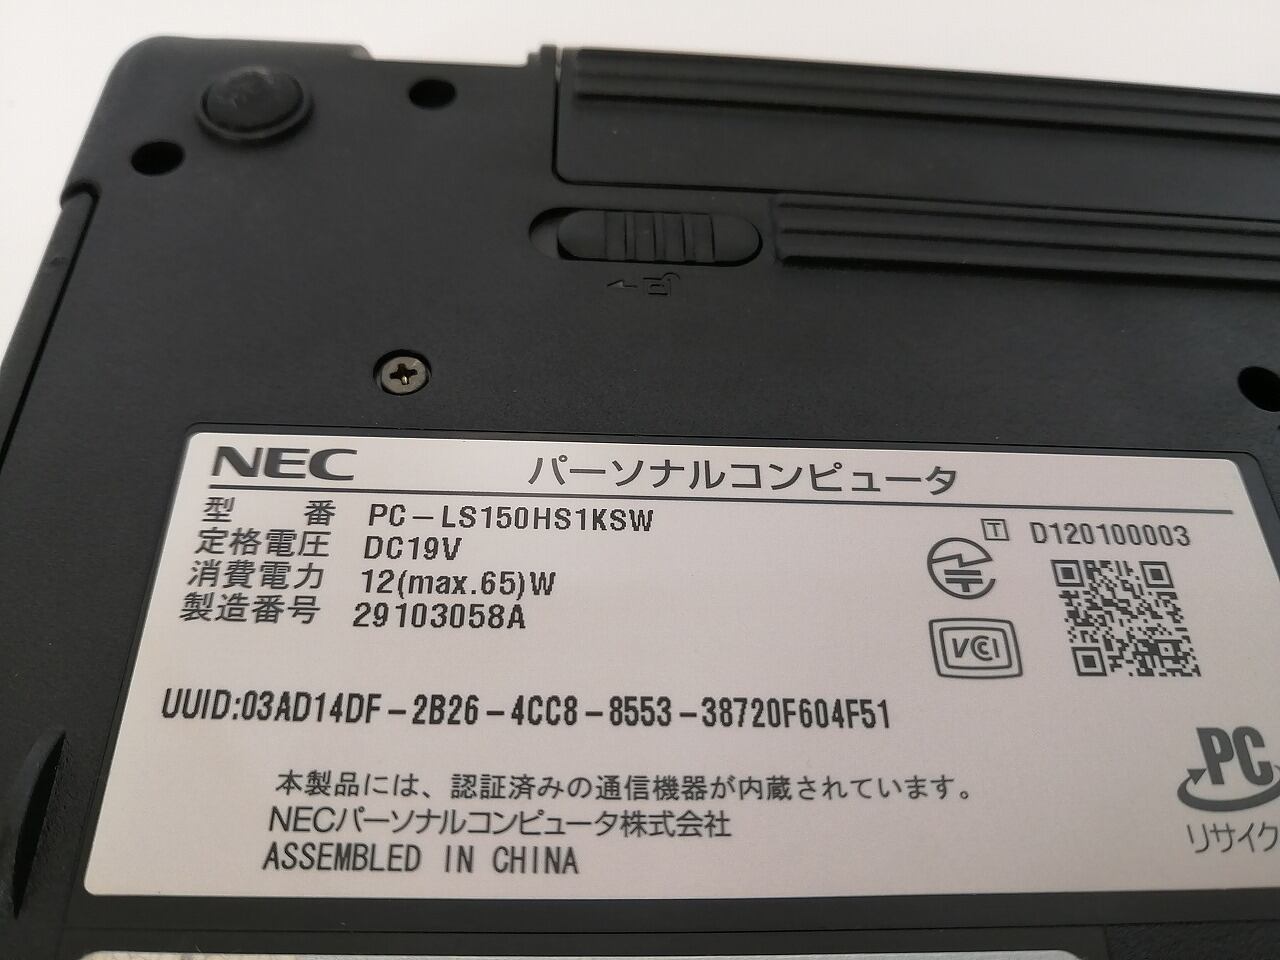 NEC パーソナルコンピュータ
型 番 PC-LS150HS1KSW
定格電圧 DC19V
消費電力 12(max.65)W
製造番号 29103058A
T D120100003
VCCI
UUID:03AD14DF-2B26-4CC8-8553-38720F604F51
本製品には、認証済みの通信機器が内蔵されています。
NECパーソナルコンピュータ株式会社
ASSEMBLED IN CHINA
PC
リサイク